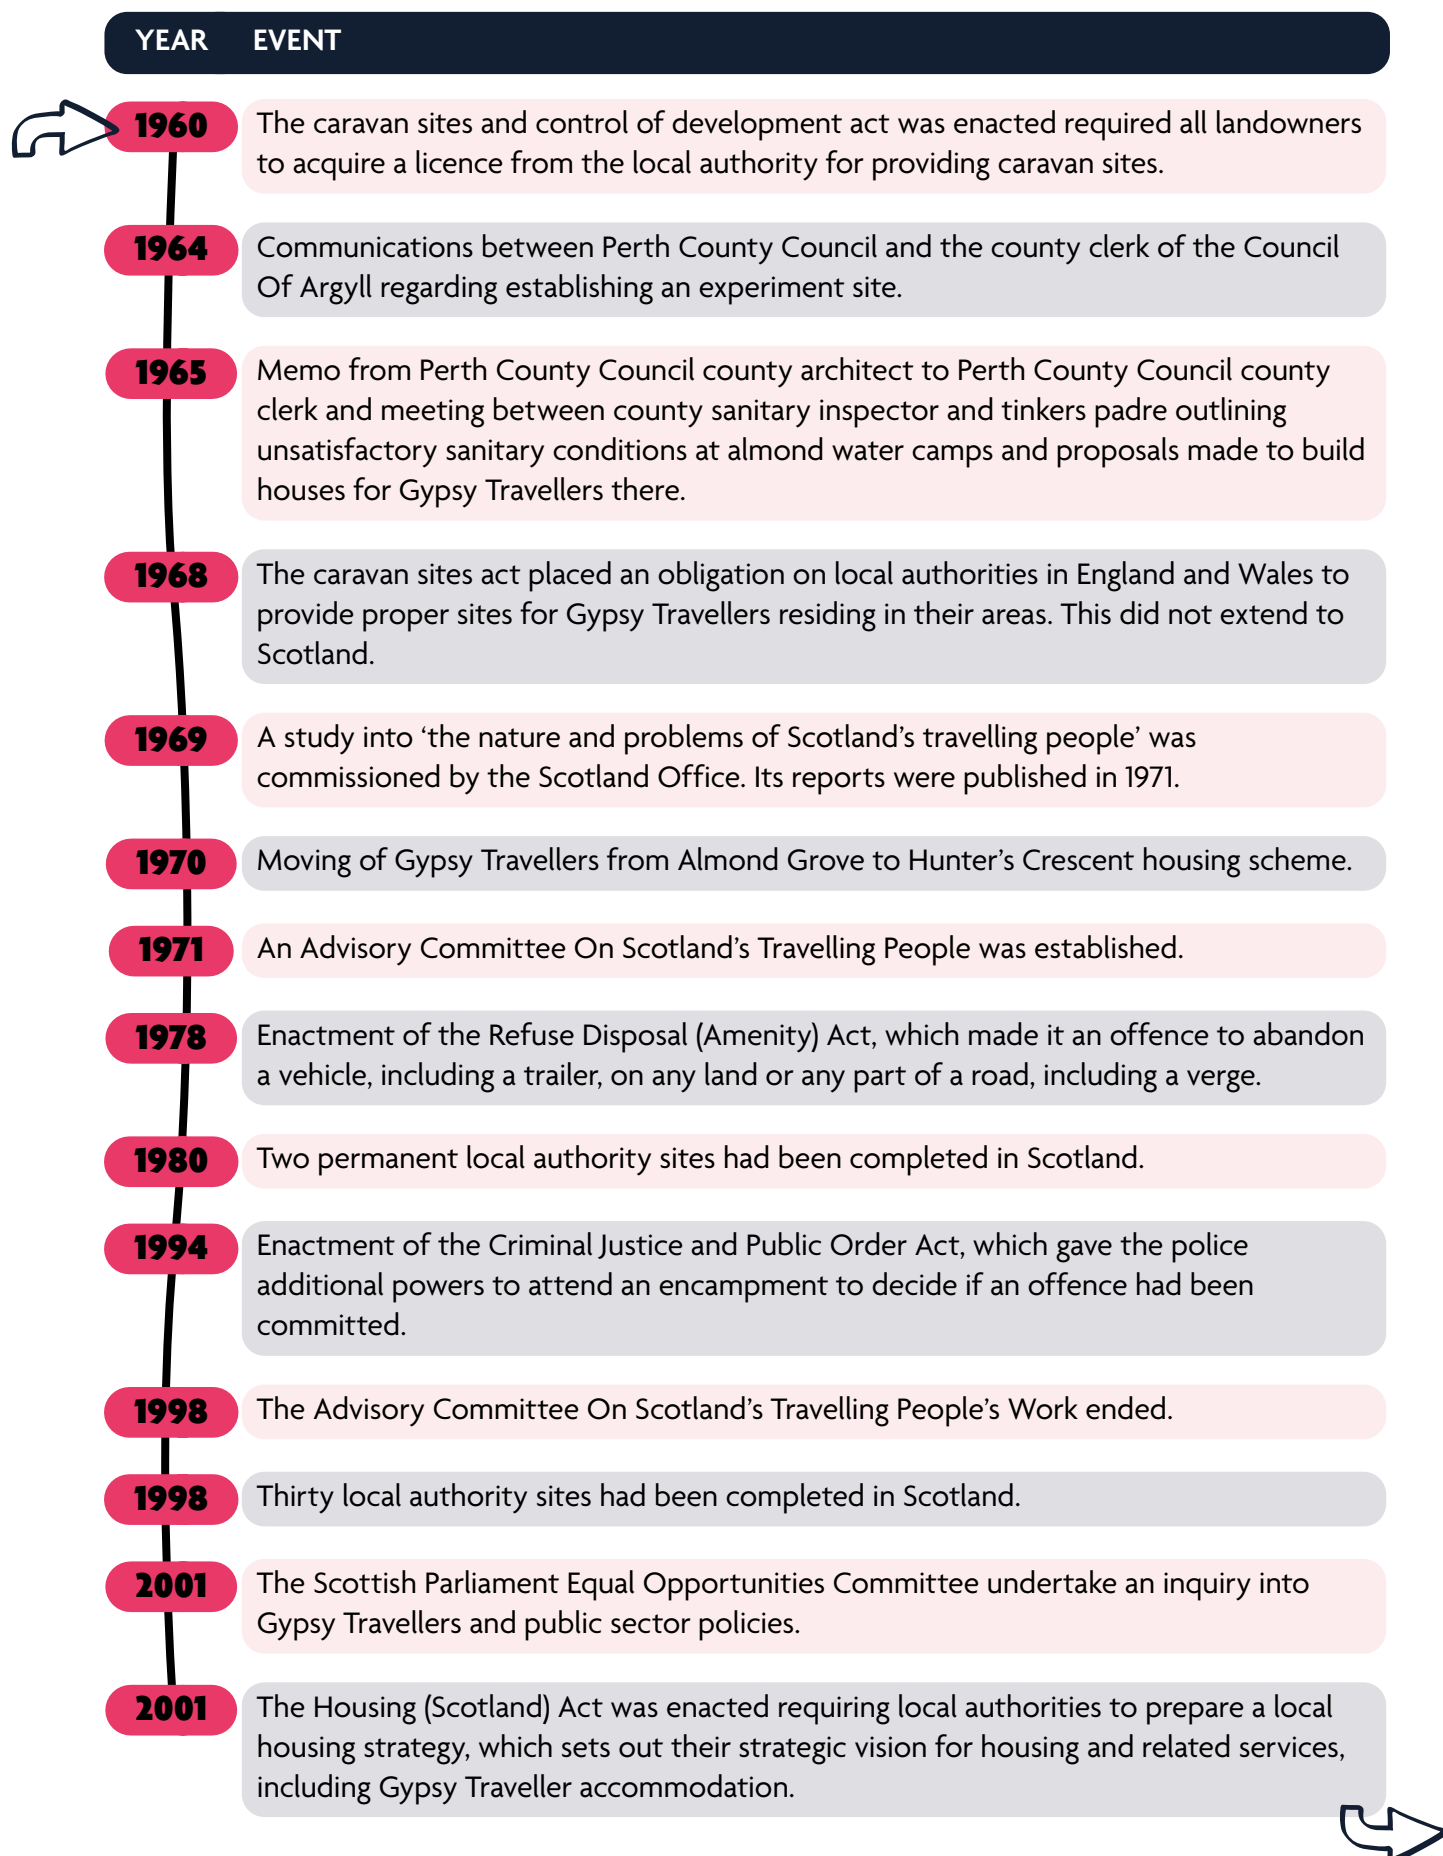 YEAR EVENT
1960 The caravan sites and control of development act was enacted required all landowners
to acquire a licence from the local authority for providing caravan sites.
1964 Communications between Perth County Council and the county clerk of the Council
Of Argyll regarding establishing an experiment site.
1965 Memo from Perth County Council county architect to Perth County Council county
clerk and meeting between county sanitary inspector and tinkers padre outlining
unsatisfactory sanitary conditions at almond water camps and proposals made to build
houses for Gypsy Travellers there.
1968 The caravan sites act placed an obligation on local authorities in England and Wales to
provide proper sites for Gypsy Travellers residing in their areas. This did not extend to
Scotland.
1969 A study into ‘the nature and problems of Scotland’s travelling people’ was
commissioned by the Scotland Office. Its reports were published in 1971.
1970 Moving of Gypsy Travellers from Almond Grove to Hunter’s Crescent housing scheme.
1971 An Advisory Committee On Scotland’s Travelling People was established.
1978 Enactment of the Refuse Disposal (Amenity) Act, which made it an offence to abandon
a vehicle, including a trailer, on any land or any part of a road, including a verge.
1980 Two permanent local authority sites had been completed in Scotland.
1994 Enactment of the Criminal Justice and Public Order Act, which gave the police
additional powers to attend an encampment to decide if an offence had been
committed.
1998 The Advisory Committee On Scotland’s Travelling People’s Work ended.
1998 Thirty local authority sites had been completed in Scotland.
2001 The Scottish Parliament Equal Opportunities Committee undertake an inquiry into
Gypsy Travellers and public sector policies.
2001 The Housing (Scotland) Act was enacted requiring local authorities to prepare a local
housing strategy, which sets out their strategic vision for housing and related services,
including Gypsy Traveller accommodation.